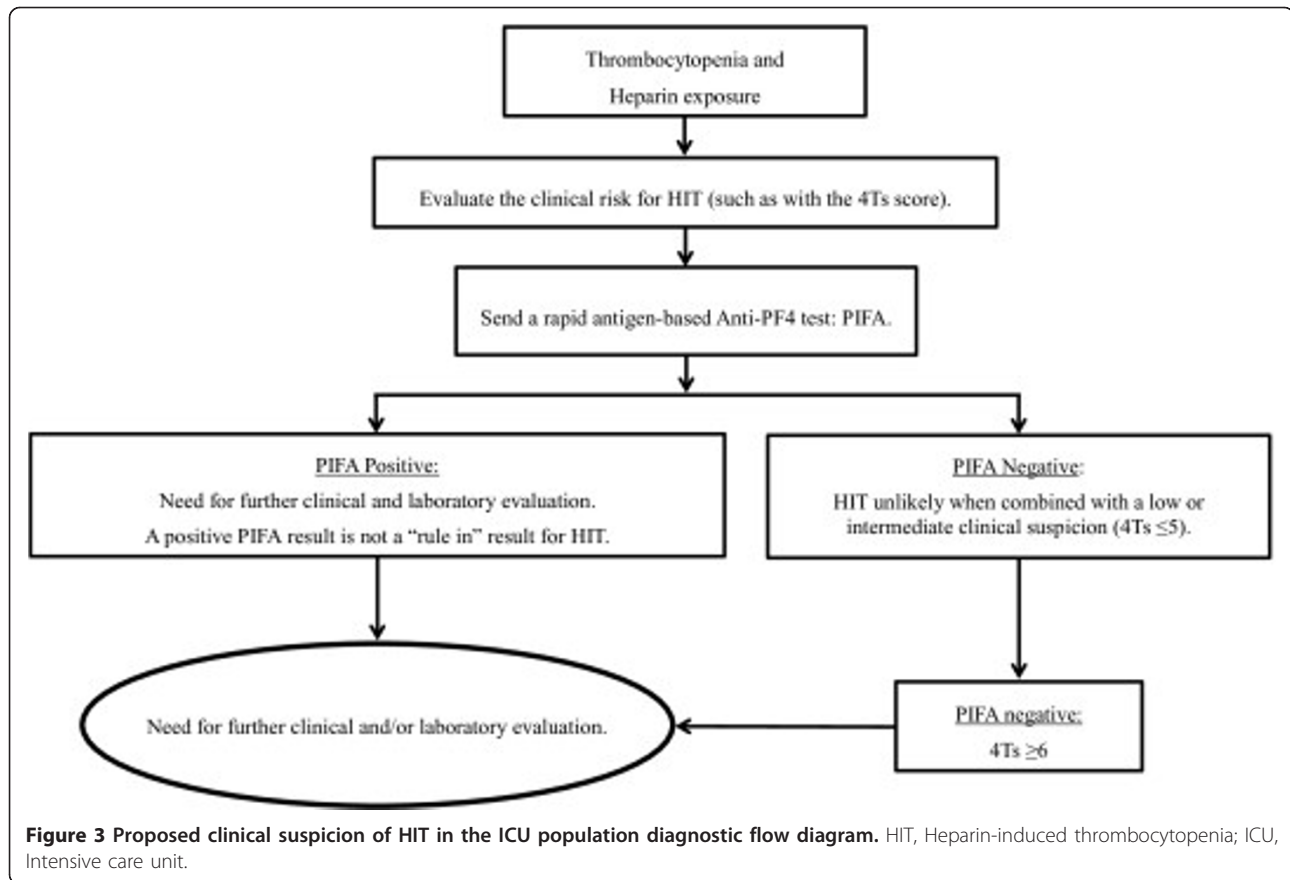 Thrombocytopenia and
Heparin exposure
Evaluate the clinical risk for HIT (such as with the 4Ts score).
Send a rapid antigen-based Anti-PF4 test: PIFA.
PIFA Positive:
Need for further clinical and laboratory evaluation.
A positive PIFA result is not a “rule in” result for HIT.
PIFA Negative:
HIT unlikely when combined with a low or
intermediate clinical suspicion (4Ts ≤5).
Need for further clinical and/or laboratory evaluation.
PIFA negative:
4Ts ≥6
Figure 3 Proposed clinical suspicion of HIT in the ICU population diagnostic flow diagram. HIT, Heparin-induced thrombocytopenia; ICU,
Intensive care unit.